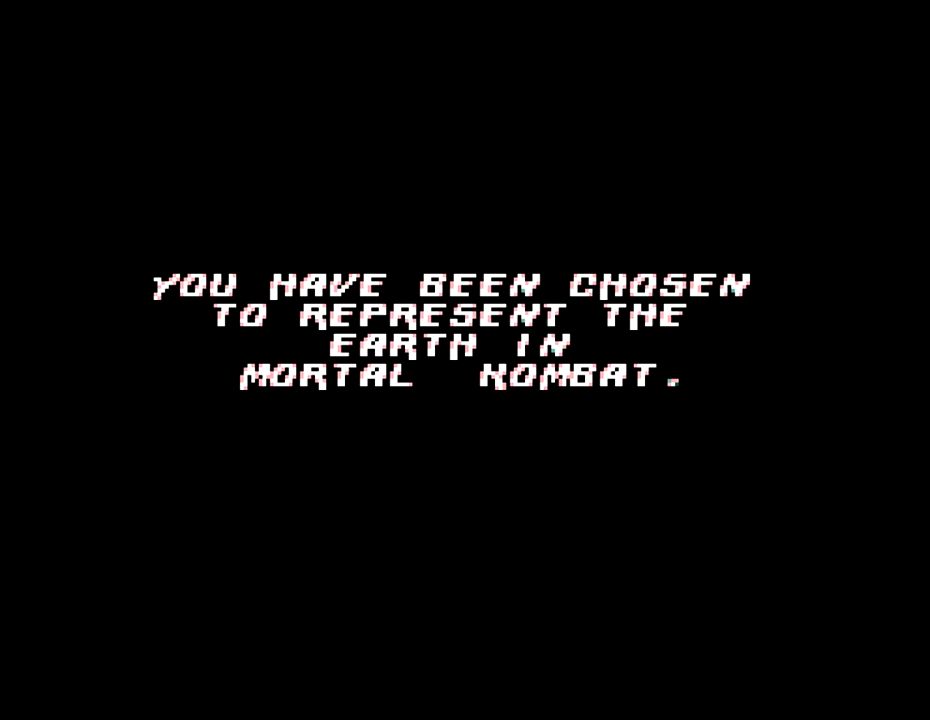 YOU HAVE BEEN CHOSEN
TO REPRESENT THE
EARTH IN
MORTAL KOMBAT.